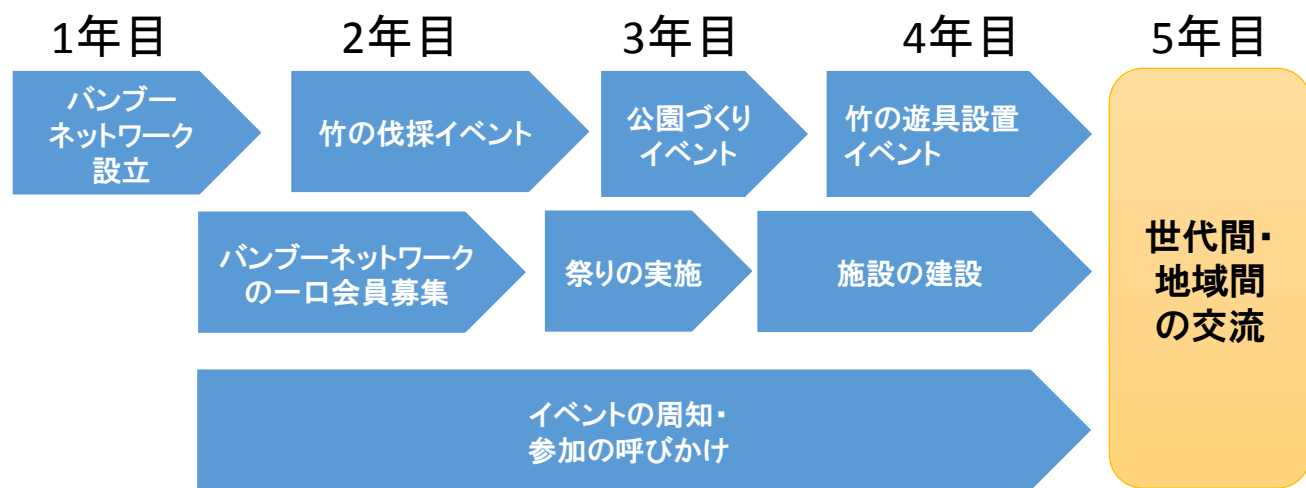 1年目
2年目
3年目
4年目
5年目
バンブー
ネットワーク
設立
竹の伐採イベント
公園づくり
イベント
竹の遊具設置
イベント
バンブーネットワーク
の一口会員募集
祭りの実施
施設の建設
世代間・
地域間
の交流
イベントの周知・
参加の呼びかけ